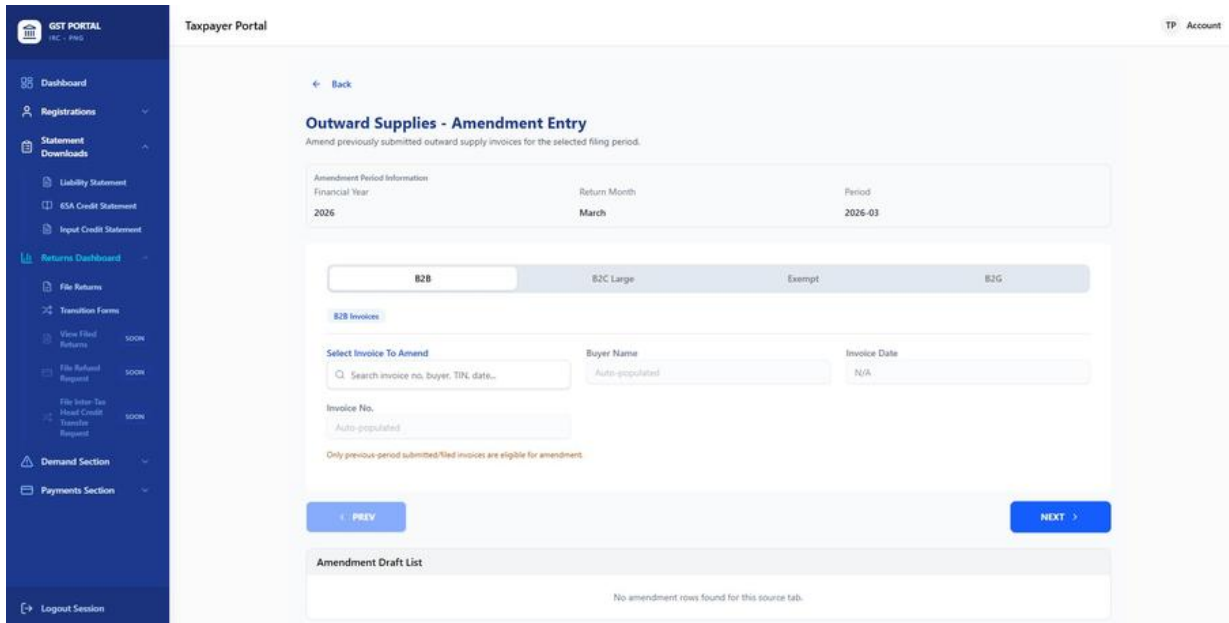 GST PORTAL
IRC - PNG
Taxpayer Portal
TP Account
Dashboard
Registrations
Statement
Downloads
Liability Statement
65A Credit Statement
Input Credit Statement
Returns Dashboard
File Returns
Transition Forms
View Filed
Returns
SOON
File Refund
Request
SOON
File Inter-Tax
Head Credit
Transfer
Request
SOON
Demand Section
Payments Section
Logout Session
← Back
Outward Supplies - Amendment Entry
Amend previously submitted outward supply invoices for the selected filing period.
Amendment Period Information
Financial Year Return Month Period
2026 March 2026-03
B2B B2C Large Exempt B2G
B2B Invoices
Select Invoice To Amend Buyer Name Invoice Date
Search invoice no, buyer, TIN, date... Auto-populated N/A
Invoice No.
Auto-populated
Only previous-period submitted/filed invoices are eligible for amendment.
< PREV NEXT >
Amendment Draft List
No amendment rows found for this source tab.